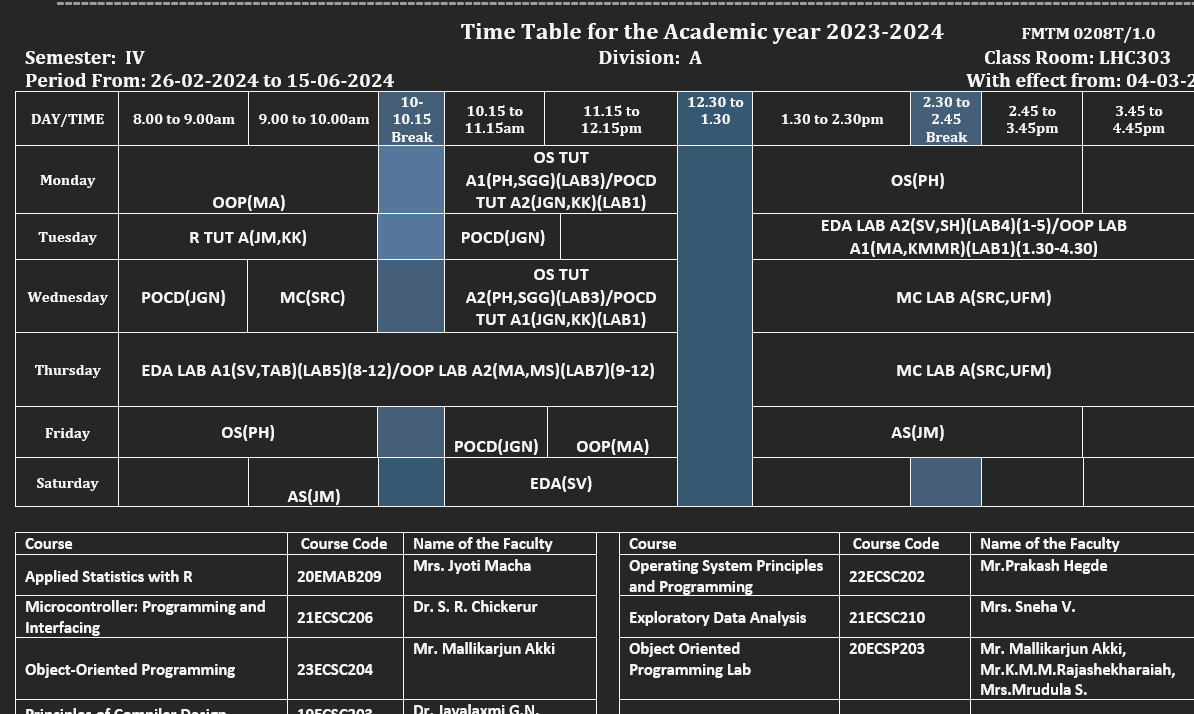 Time Table for the Academic year 2023-2024
FMTM 0208T/1.0
Semester: IV
Division: A
Class Room: LHC303
Period From: 26-02-2024 to 15-06-2024
With effect from: 04-03-2
DAY/TIME
8.00 to 9.00am
9.00 to 10.00am
10-
10.15
Break
10.15 to
11.15am
11.15 to
12.15pm
12.30 to
1.30
1.30 to 2.30pm
2.30 to
2.45
Break
2.45 to
3.45pm
3.45 to
4.45pm
Monday
OOP(MA)
OS TUT
A1(PH,SGG)(LAB3)/POCD
TUT A2(JGN,KK)(LAB1)
OS(PH)
Tuesday
R TUT A(JM,KK)
POCD(JGN)
EDA LAB A2(SV,SH)(LAB4)(1-5)/OOP LAB
A1(MA,KMMR)(LAB1)(1.30-4.30)
Wednesday
POCD(JGN)
MC(SRC)
OS TUT
A2(PH,SGG)(LAB3)/POCD
TUT A1(JGN,KK)(LAB1)
MC LAB A(SRC,UFM)
Thursday
EDA LAB A1(SV,TAB)(LAB5)(8-12)/OOP LAB A2(MA,MS)(LAB7)(9-12)
MC LAB A(SRC,UFM)
Friday
OS(PH)
POCD(JGN)
OOP(MA)
AS(JM)
Saturday
AS(JM)
EDA(SV)
Course
Course Code
Name of the Faculty
Applied Statistics with R
20EMAB209
Mrs. Jyoti Macha
Microcontroller: Programming and
Interfacing
21ECSC206
Dr. S. R. Chickerur
Object-Oriented Programming
23ECSC204
Mr. Mallikarjun Akki
Principles of Compiler Design
19ECSC203
Dr. Jayalaxmi G.N.
Course
Course Code
Name of the Faculty
Operating System Principles
and Programming
22ECSC202
Mr.Prakash Hegde
Exploratory Data Analysis
21ECSC210
Mrs. Sneha V.
Object Oriented
Programming Lab
20ECSP203
Mr. Mallikarjun Akki,
Mr.K.M.M.Rajashekharaiah,
Mrs.Mrudula S.